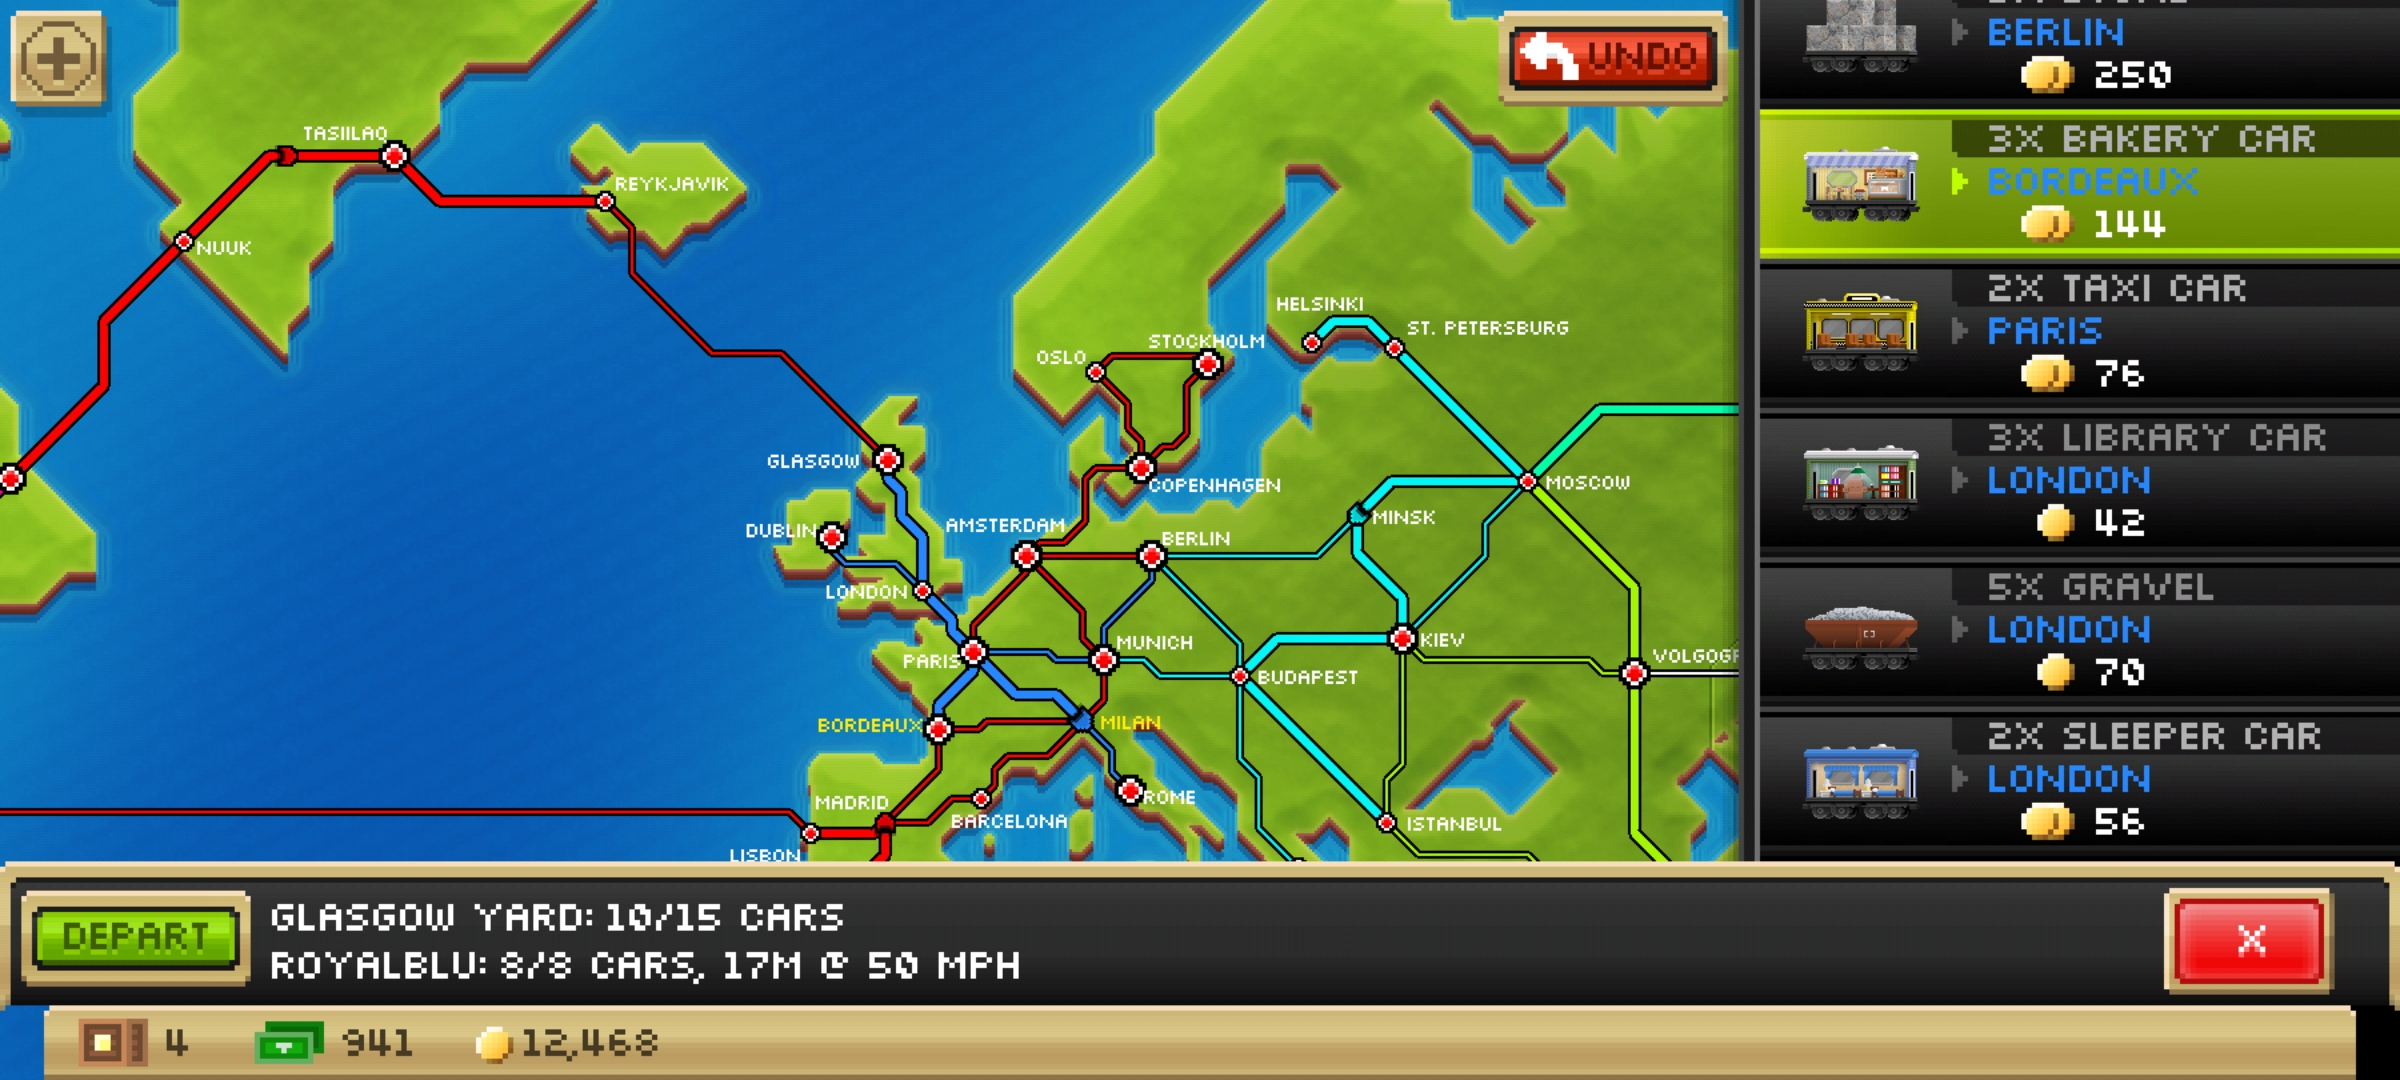 UNDO
TASIILAQ
REYKJAVIK
NUUK
HELSINKI
ST. PETERSBURG
STOCKHOLM
OSLO
GLASGOW
COPENHAGEN
MOSCOW
MINSK
DUBLIN
AMSTERDAM
BERLIN
LONDON
MUNICH
KIEV
PARIS
VOLGOGR
BUDAPEST
BORDEAUX
MILAN
ROME
MADRID
BARCELONA
ISTANBUL
LISBON
BERLIN
250
3X BAKERY CAR
BORDEAUX
144
2X TAXI CAR
PARIS
76
3X LIBRARY CAR
LONDON
42
5X GRAVEL
LONDON
70
2X SLEEPER CAR
LONDON
56
DEPART
GLASGOW YARD: 10/15 CARS
ROYALBLU: 8/8 CARS, 17M @ 50 MPH
X
4
941
12,468